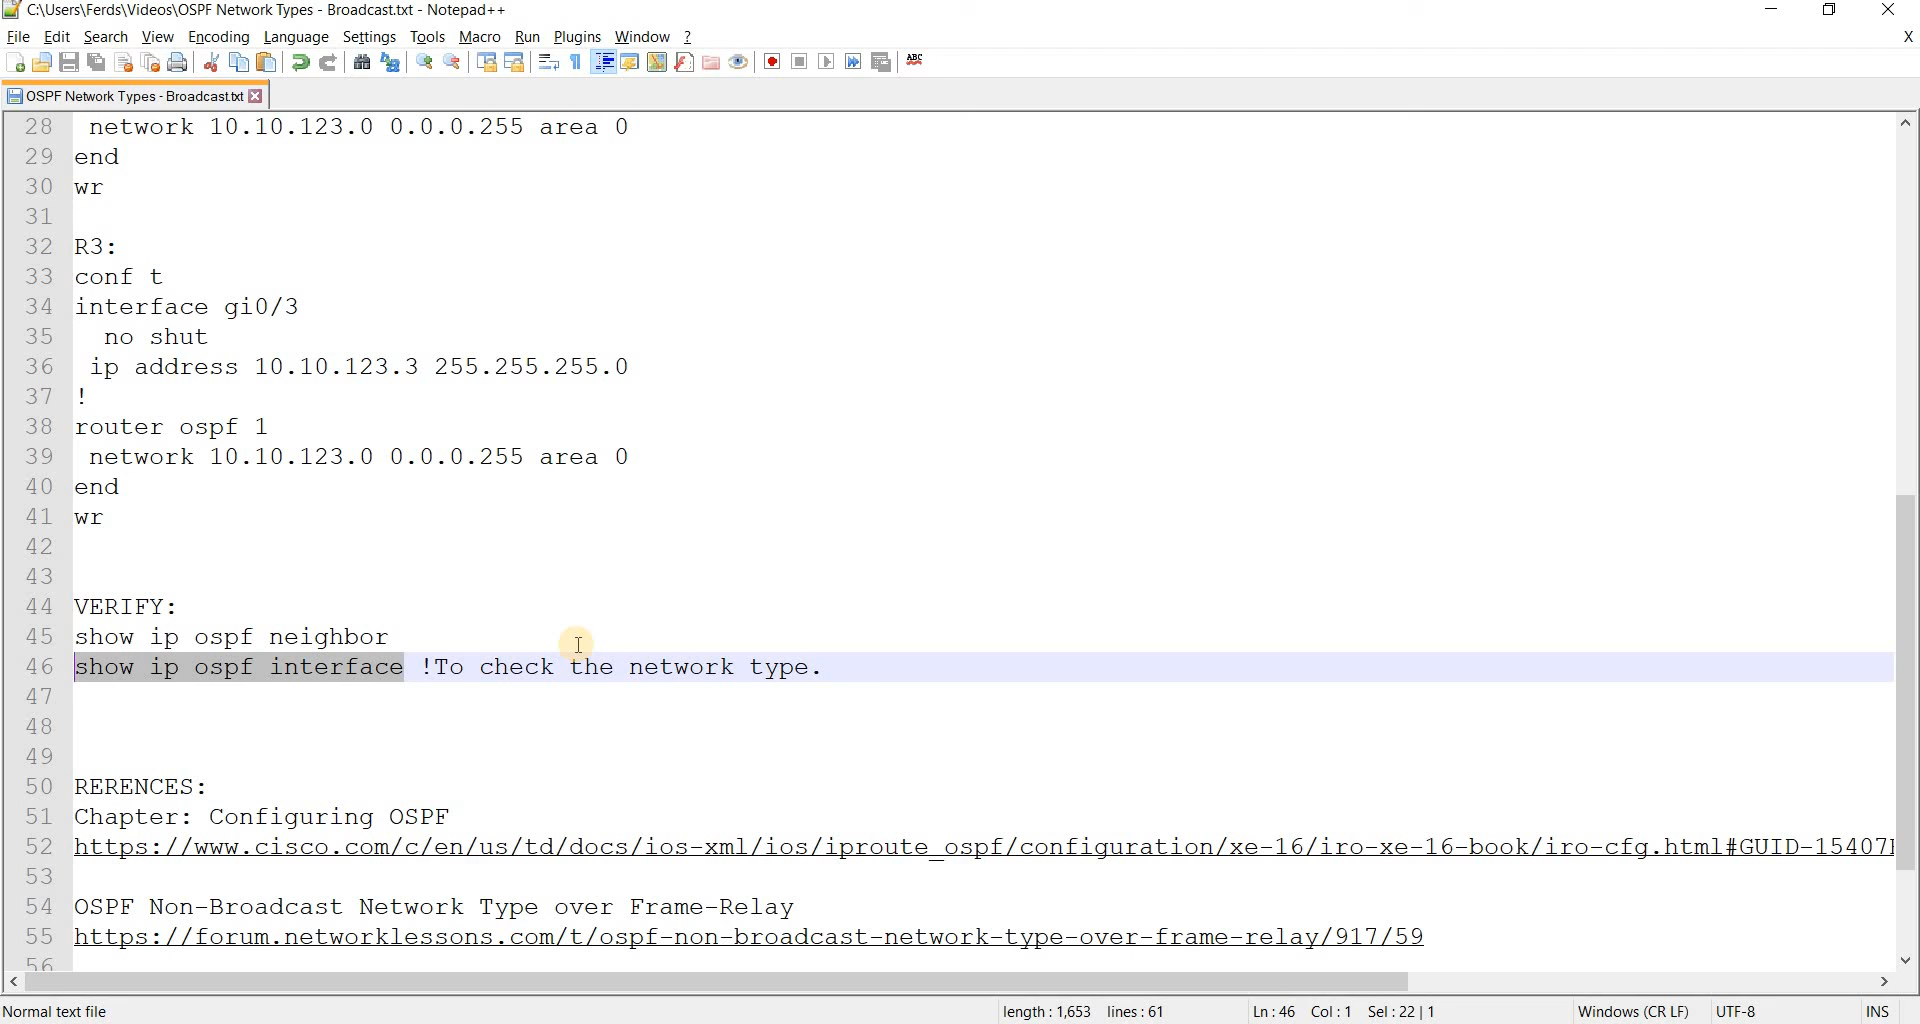 C:\Users\Ferds\Videos\OSPF Network Types - Broadcast.txt - Notepad++
File Edit Search View Encoding Language Settings Tools Macro Run Plugins Window ? X
OSPF Network Types - Broadcast.txt
28 network 10.10.123.0 0.0.0.255 area 0
29 end
30 wr
31
32 R3:
33 conf t
34 interface gi0/3
35 no shut
36 ip address 10.10.123.3 255.255.255.0
37 !
38 router ospf 1
39 network 10.10.123.0 0.0.0.255 area 0
40 end
41 wr
42
43
44 VERIFY:
45 show ip ospf neighbor
46 show ip ospf interface !To check the network type.
47
48
49
50 RERENCES:
51 Chapter: Configuring OSPF
52 https://www.cisco.com/c/en/us/td/docs/ios-xml/ios/iproute_ospf/configuration/xe-16/iro-xe-16-book/iro-cfg.html#GUID-15407
53
54 OSPF Non-Broadcast Network Type over Frame-Relay
55 https://forum.networklessons.com/t/ospf-non-broadcast-network-type-over-frame-relay/917/59
56
Normal text file length : 1,653 lines : 61 Ln : 46 Col : 1 Sel : 22 | 1 Windows (CR LF) UTF-8 INS